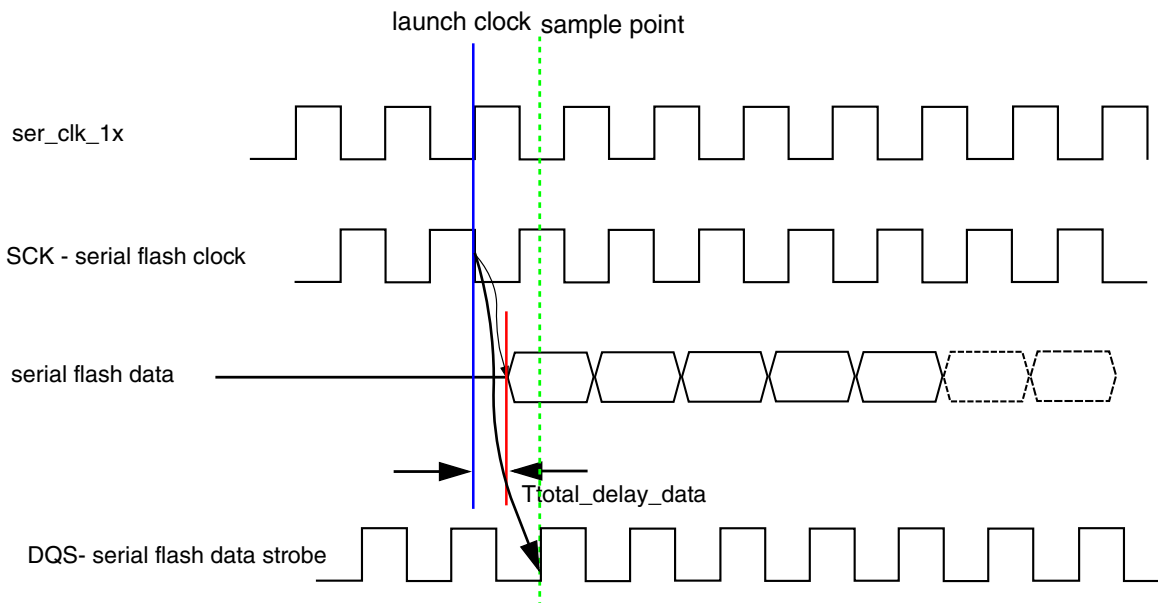 launch clock sample point
ser_clk_1x
SCK - serial flash clock
serial flash data
Ttotal_delay_data
DQS- serial flash data strobe